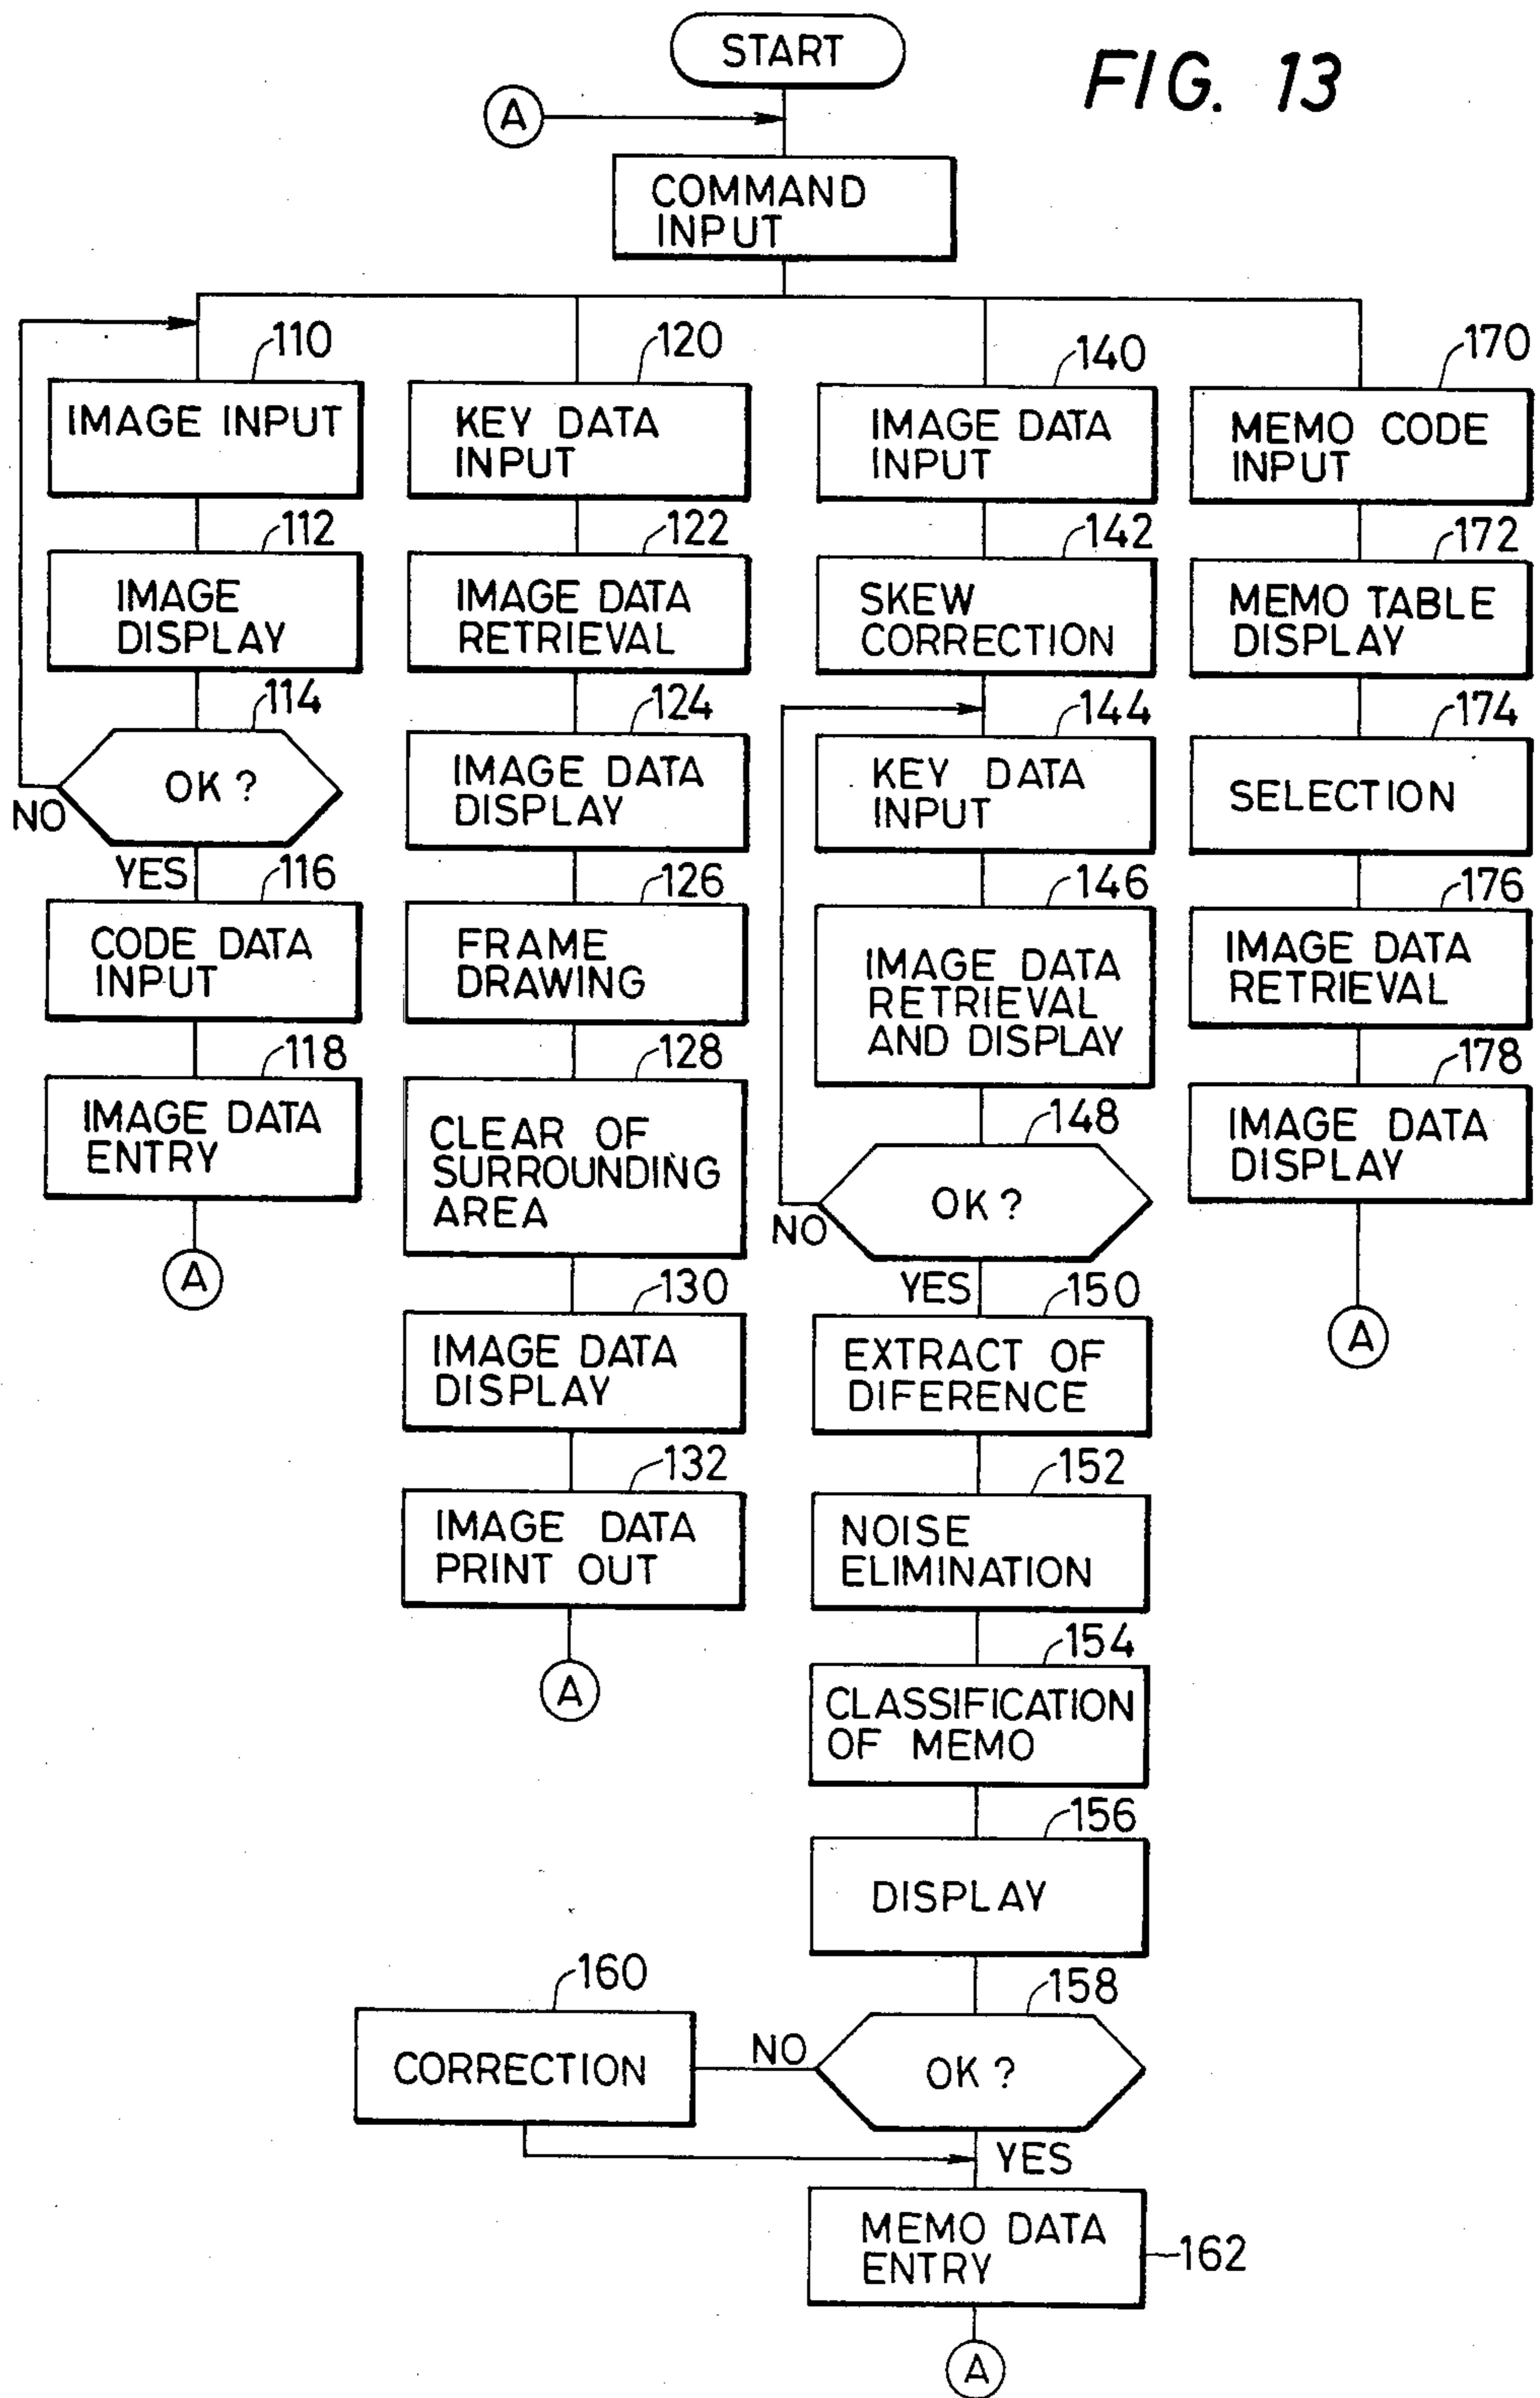 START
FIG. 13
A
COMMAND
INPUT
110
IMAGE INPUT
112
IMAGE
DISPLAY
114
OK?
NO
YES
116
CODE DATA
INPUT
118
IMAGE DATA
ENTRY
A
120
KEY DATA
INPUT
122
IMAGE DATA
RETRIEVAL
124
IMAGE DATA
DISPLAY
126
FRAME
DRAWING
128
CLEAR OF
SURROUNDING
AREA
130
IMAGE DATA
DISPLAY
132
IMAGE DATA
PRINT OUT
A
140
IMAGE DATA
INPUT
142
SKEW
CORRECTION
144
KEY DATA
INPUT
146
IMAGE DATA
RETRIEVAL
AND DISPLAY
148
OK?
NO
YES
150
EXTRACT OF
DIFERENCE
152
NOISE
ELIMINATION
154
CLASSIFICATION
OF MEMO
156
DISPLAY
158
OK?
NO
160
CORRECTION
YES
MEMO DATA
ENTRY
162
A
170
MEMO CODE
INPUT
172
MEMO TABLE
DISPLAY
174
SELECTION
176
IMAGE DATA
RETRIEVAL
178
IMAGE DATA
DISPLAY
A